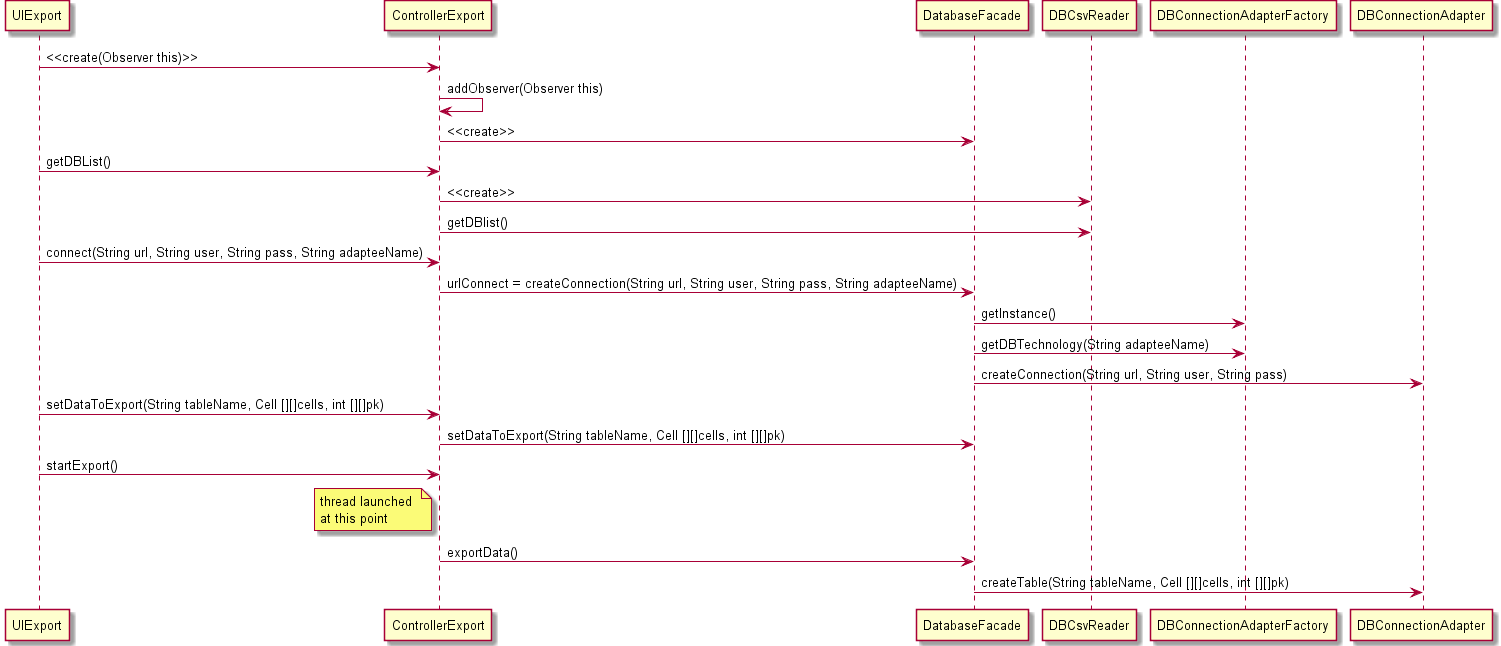 UIExport
ControllerExport
DatabaseFacade
DBCsvReader
DBConnectionAdapterFactory
DBConnectionAdapter
<<create(Observer this)>>
addObserver(Observer this)
<<create>>
getDBList()
<<create>>
getDBlist()
connect(String url, String user, String pass, String adapteeName)
urlConnect = createConnection(String url, String user, String pass, String adapteeName)
getInstance()
getDBTechnology(String adapteeName)
createConnection(String url, String user, String pass)
setDataToExport(String tableName, Cell [][]cells, int [][]pk)
setDataToExport(String tableName, Cell [][]cells, int [][]pk)
startExport()
thread launched
at this point
exportData()
createTable(String tableName, Cell [][]cells, int [][]pk)
UIExport
ControllerExport
DatabaseFacade
DBCsvReader
DBConnectionAdapterFactory
DBConnectionAdapter